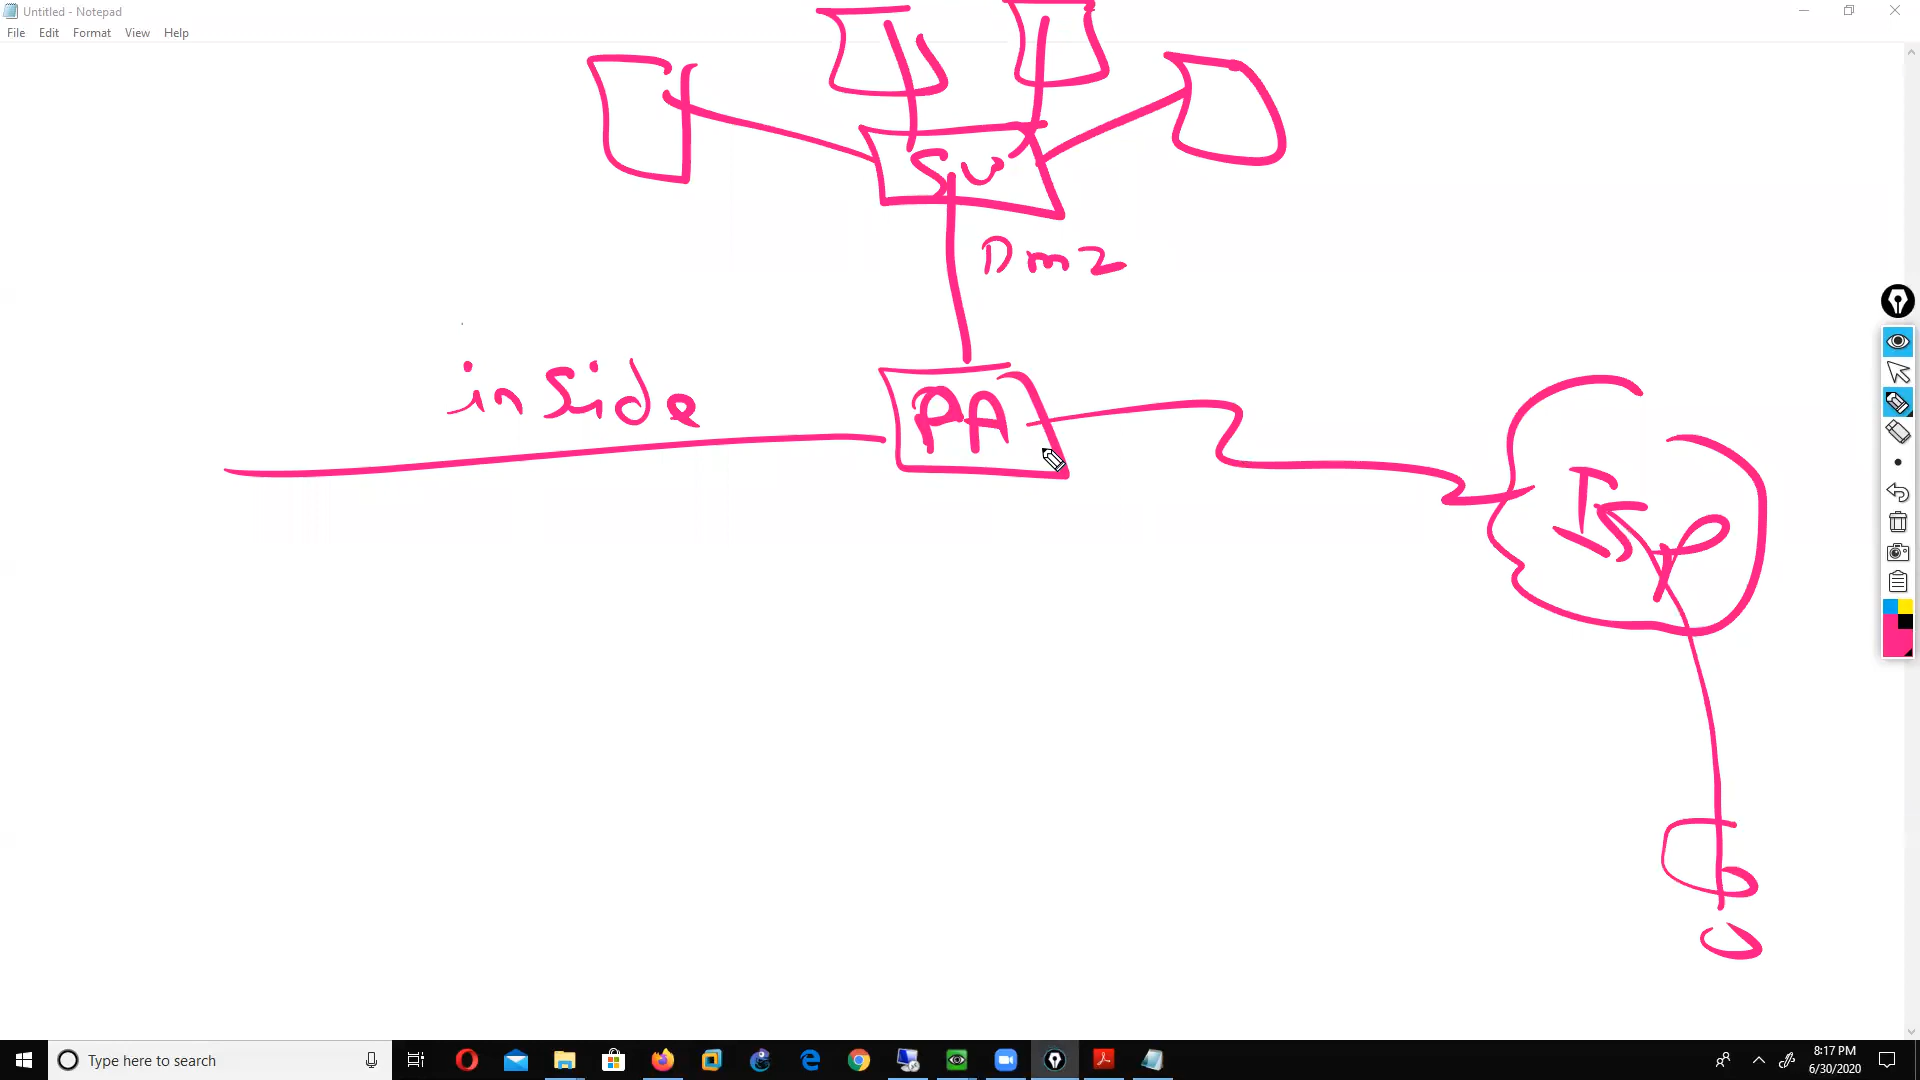 Untitled - Notepad
File Edit Format View Help
SW
Dmz
inside
PA
ISP
Type here to search
8:17 PM
6/30/2020